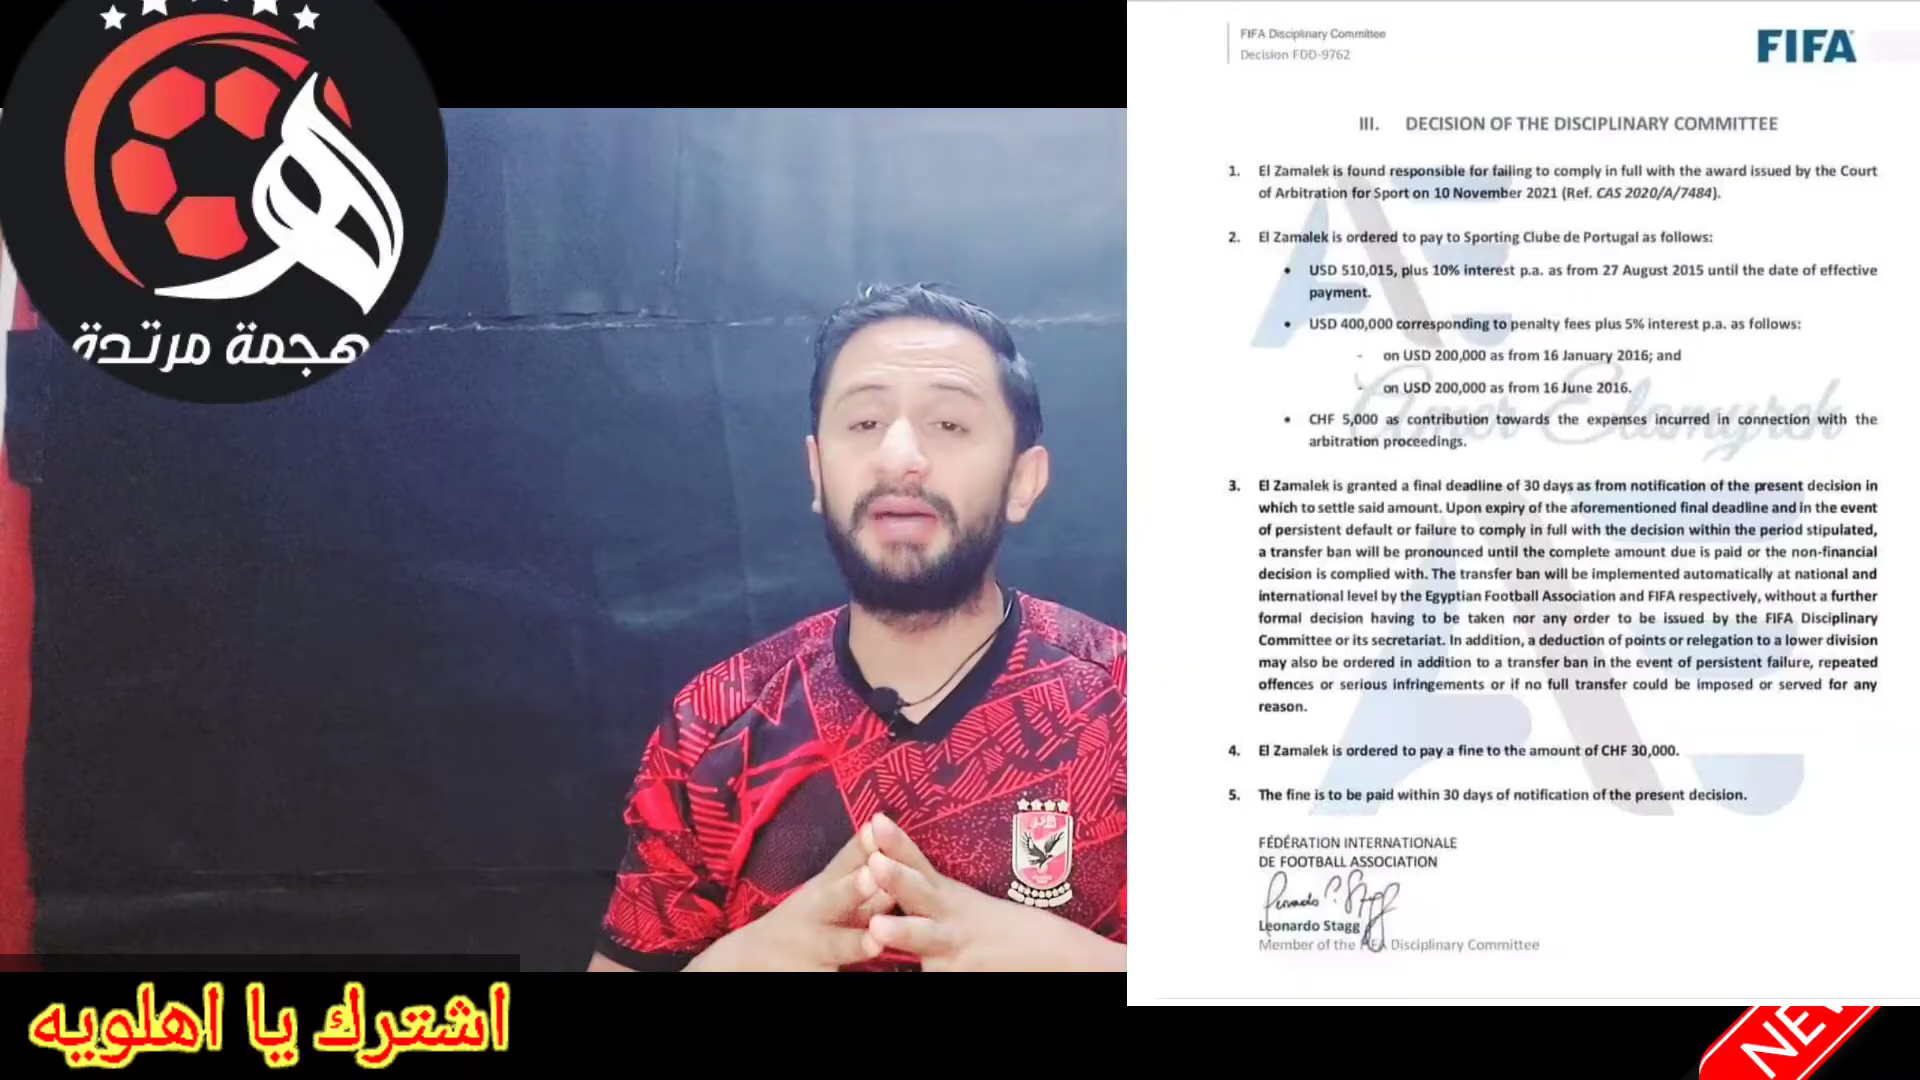 هجمة مرتدة
اشترك يا اهلويه
FIFA Disciplinary Committee
Decision FDD-9762
FIFA
III. DECISION OF THE DISCIPLINARY COMMITTEE
1. El Zamalek is found responsible for failing to comply in full with the award issued by the Court
of Arbitration for Sport on 10 November 2021 (Ref. CAS 2020/A/7484).
2. El Zamalek is ordered to pay to Sporting Clube de Portugal as follows:
• USD 510,015, plus 10% interest p.a. as from 27 August 2015 until the date of effective
payment.
• USD 400,000 corresponding to penalty fees plus 5% interest p.a. as follows:
- on USD 200,000 as from 16 January 2016; and
- on USD 200,000 as from 16 June 2016.
• CHF 5,000 as contribution towards the expenses incurred in connection with the
arbitration proceedings.
3. El Zamalek is granted a final deadline of 30 days as from notification of the present decision in
which to settle said amount. Upon expiry of the aforementioned final deadline and in the event
of persistent default or failure to comply in full with the decision within the period stipulated,
a transfer ban will be pronounced until the complete amount due is paid or the non-financial
decision is complied with. The transfer ban will be implemented automatically at national and
international level by the Egyptian Football Association and FIFA respectively, without a further
formal decision having to be taken nor any order to be issued by the FIFA Disciplinary
Committee or its secretariat. In addition, a deduction of points or relegation to a lower division
may also be ordered in addition to a transfer ban in the event of persistent failure, repeated
offences or serious infringements or if no full transfer could be imposed or served for any
reason.
4. El Zamalek is ordered to pay a fine to the amount of CHF 30,000.
5. The fine is to be paid within 30 days of notification of the present decision.
FÉDÉRATION INTERNATIONALE
DE FOOTBALL ASSOCIATION
Leonardo Stagg
Member of the FIFA Disciplinary Committee